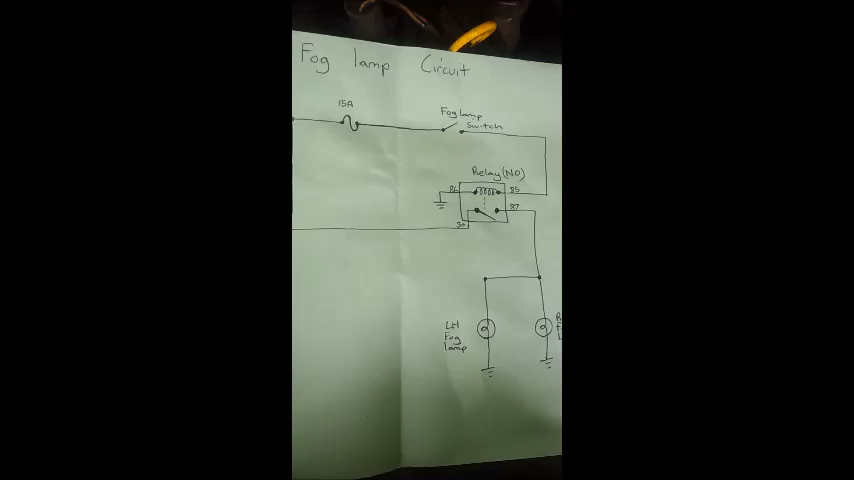 Fog lamp Circuit
15A
Fog lamp
Switch
Relay (NO)
86
85
87
30
LH
Fog
lamp